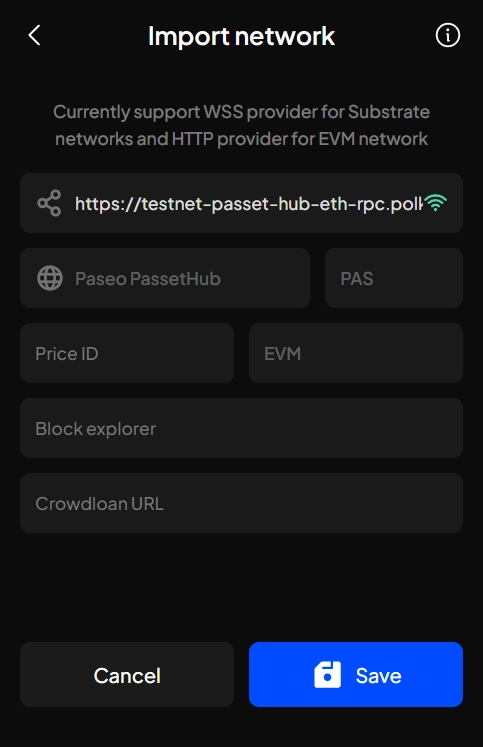 Import network
Currently support WSS provider for Substrate
networks and HTTP provider for EVM network
https://testnet-passet-hub-eth-rpc.poll
Paseo PassetHub
PAS
Price ID
EVM
Block explorer
Crowdloan URL
Cancel
Save